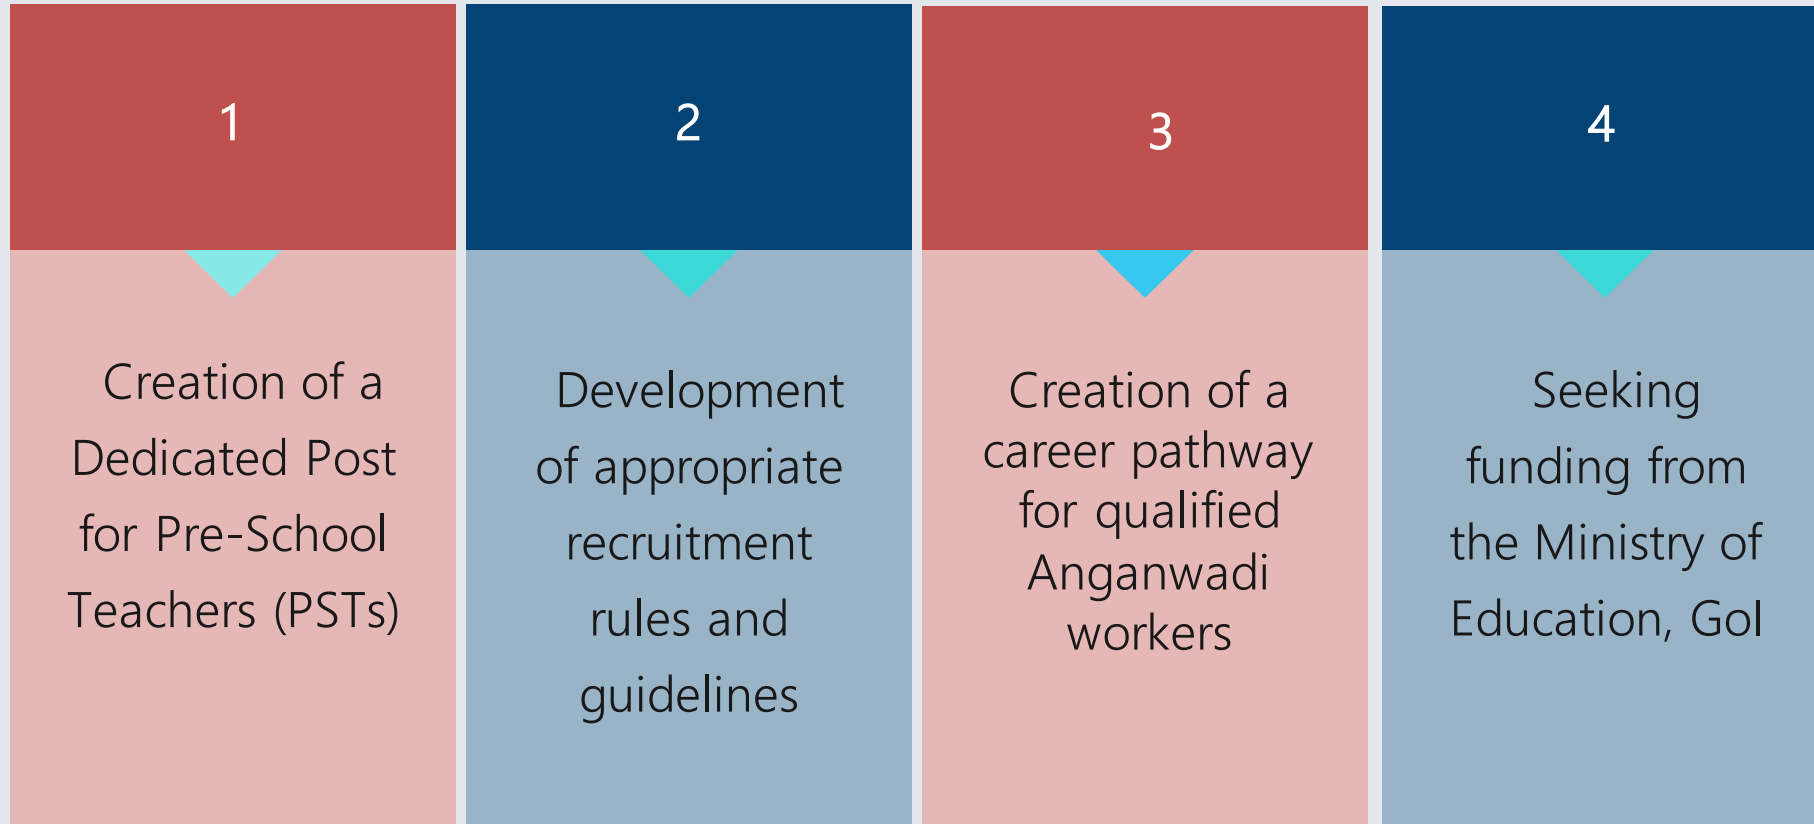 1
Creation of a
Dedicated Post
for Pre-School
Teachers (PSTs)
2
Development
of appropriate
recruitment
rules and
guidelines
3
Creation of a
career pathway
for qualified
Anganwadi
workers
4
Seeking
funding from
the Ministry of
Education, GoI